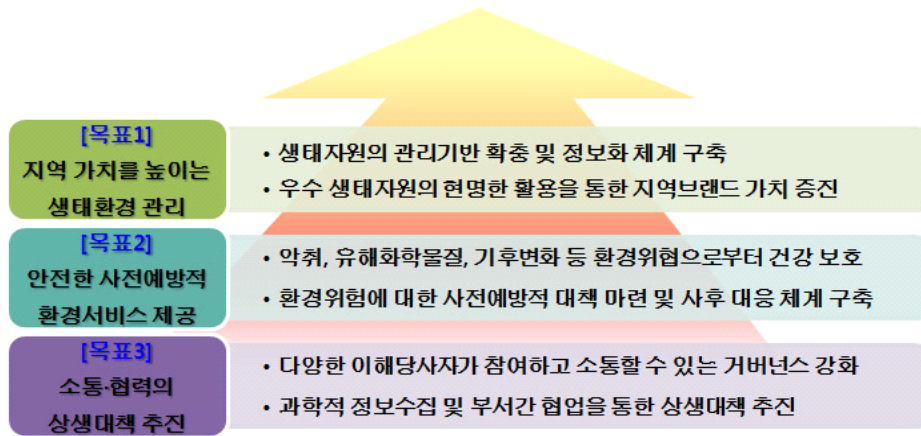 [목표1]
지역 가치를 높이는
생태환경 관리
• 생태자원의 관리기반 확충 및 정보화 체계 구축
• 우수 생태자원의 현명한 활용을 통한 지역브랜드 가치 증진
[목표2]
안전한 사전예방적
환경서비스 제공
• 악취, 유해화학물질, 기후변화 등 환경위협으로부터 건강 보호
• 환경위험에 대한 사전예방적 대책 마련 및 사후 대응 체계 구축
[목표3]
소통·협력의
상생대책 추진
• 다양한 이해당사자가 참여하고 소통할 수 있는 거버넌스 강화
• 과학적 정보수집 및 부서간 협업을 통한 상생대책 추진